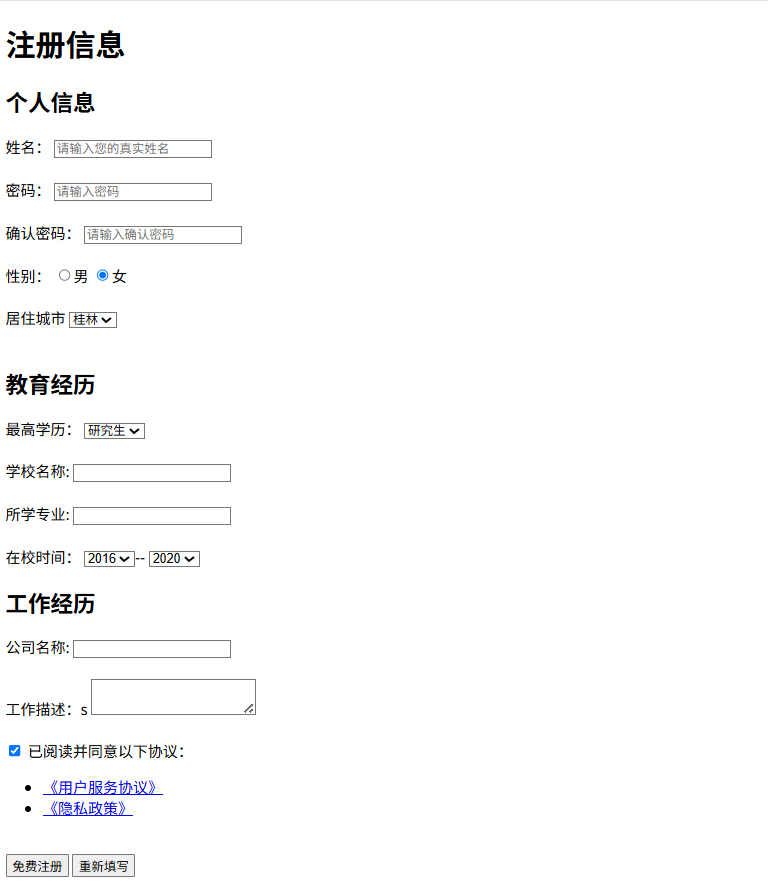 注册信息
个人信息
姓名： 请输入您的真实姓名
密码： 请输入密码
确认密码： 请输入确认密码
性别： 男 女
居住城市 桂林
教育经历
最高学历： 研究生
学校名称:
所学专业:
在校时间： 2016 -- 2020
工作经历
公司名称:
工作描述：s
已阅读并同意以下协议：
《用户服务协议》
《隐私政策》
免费注册 重新填写